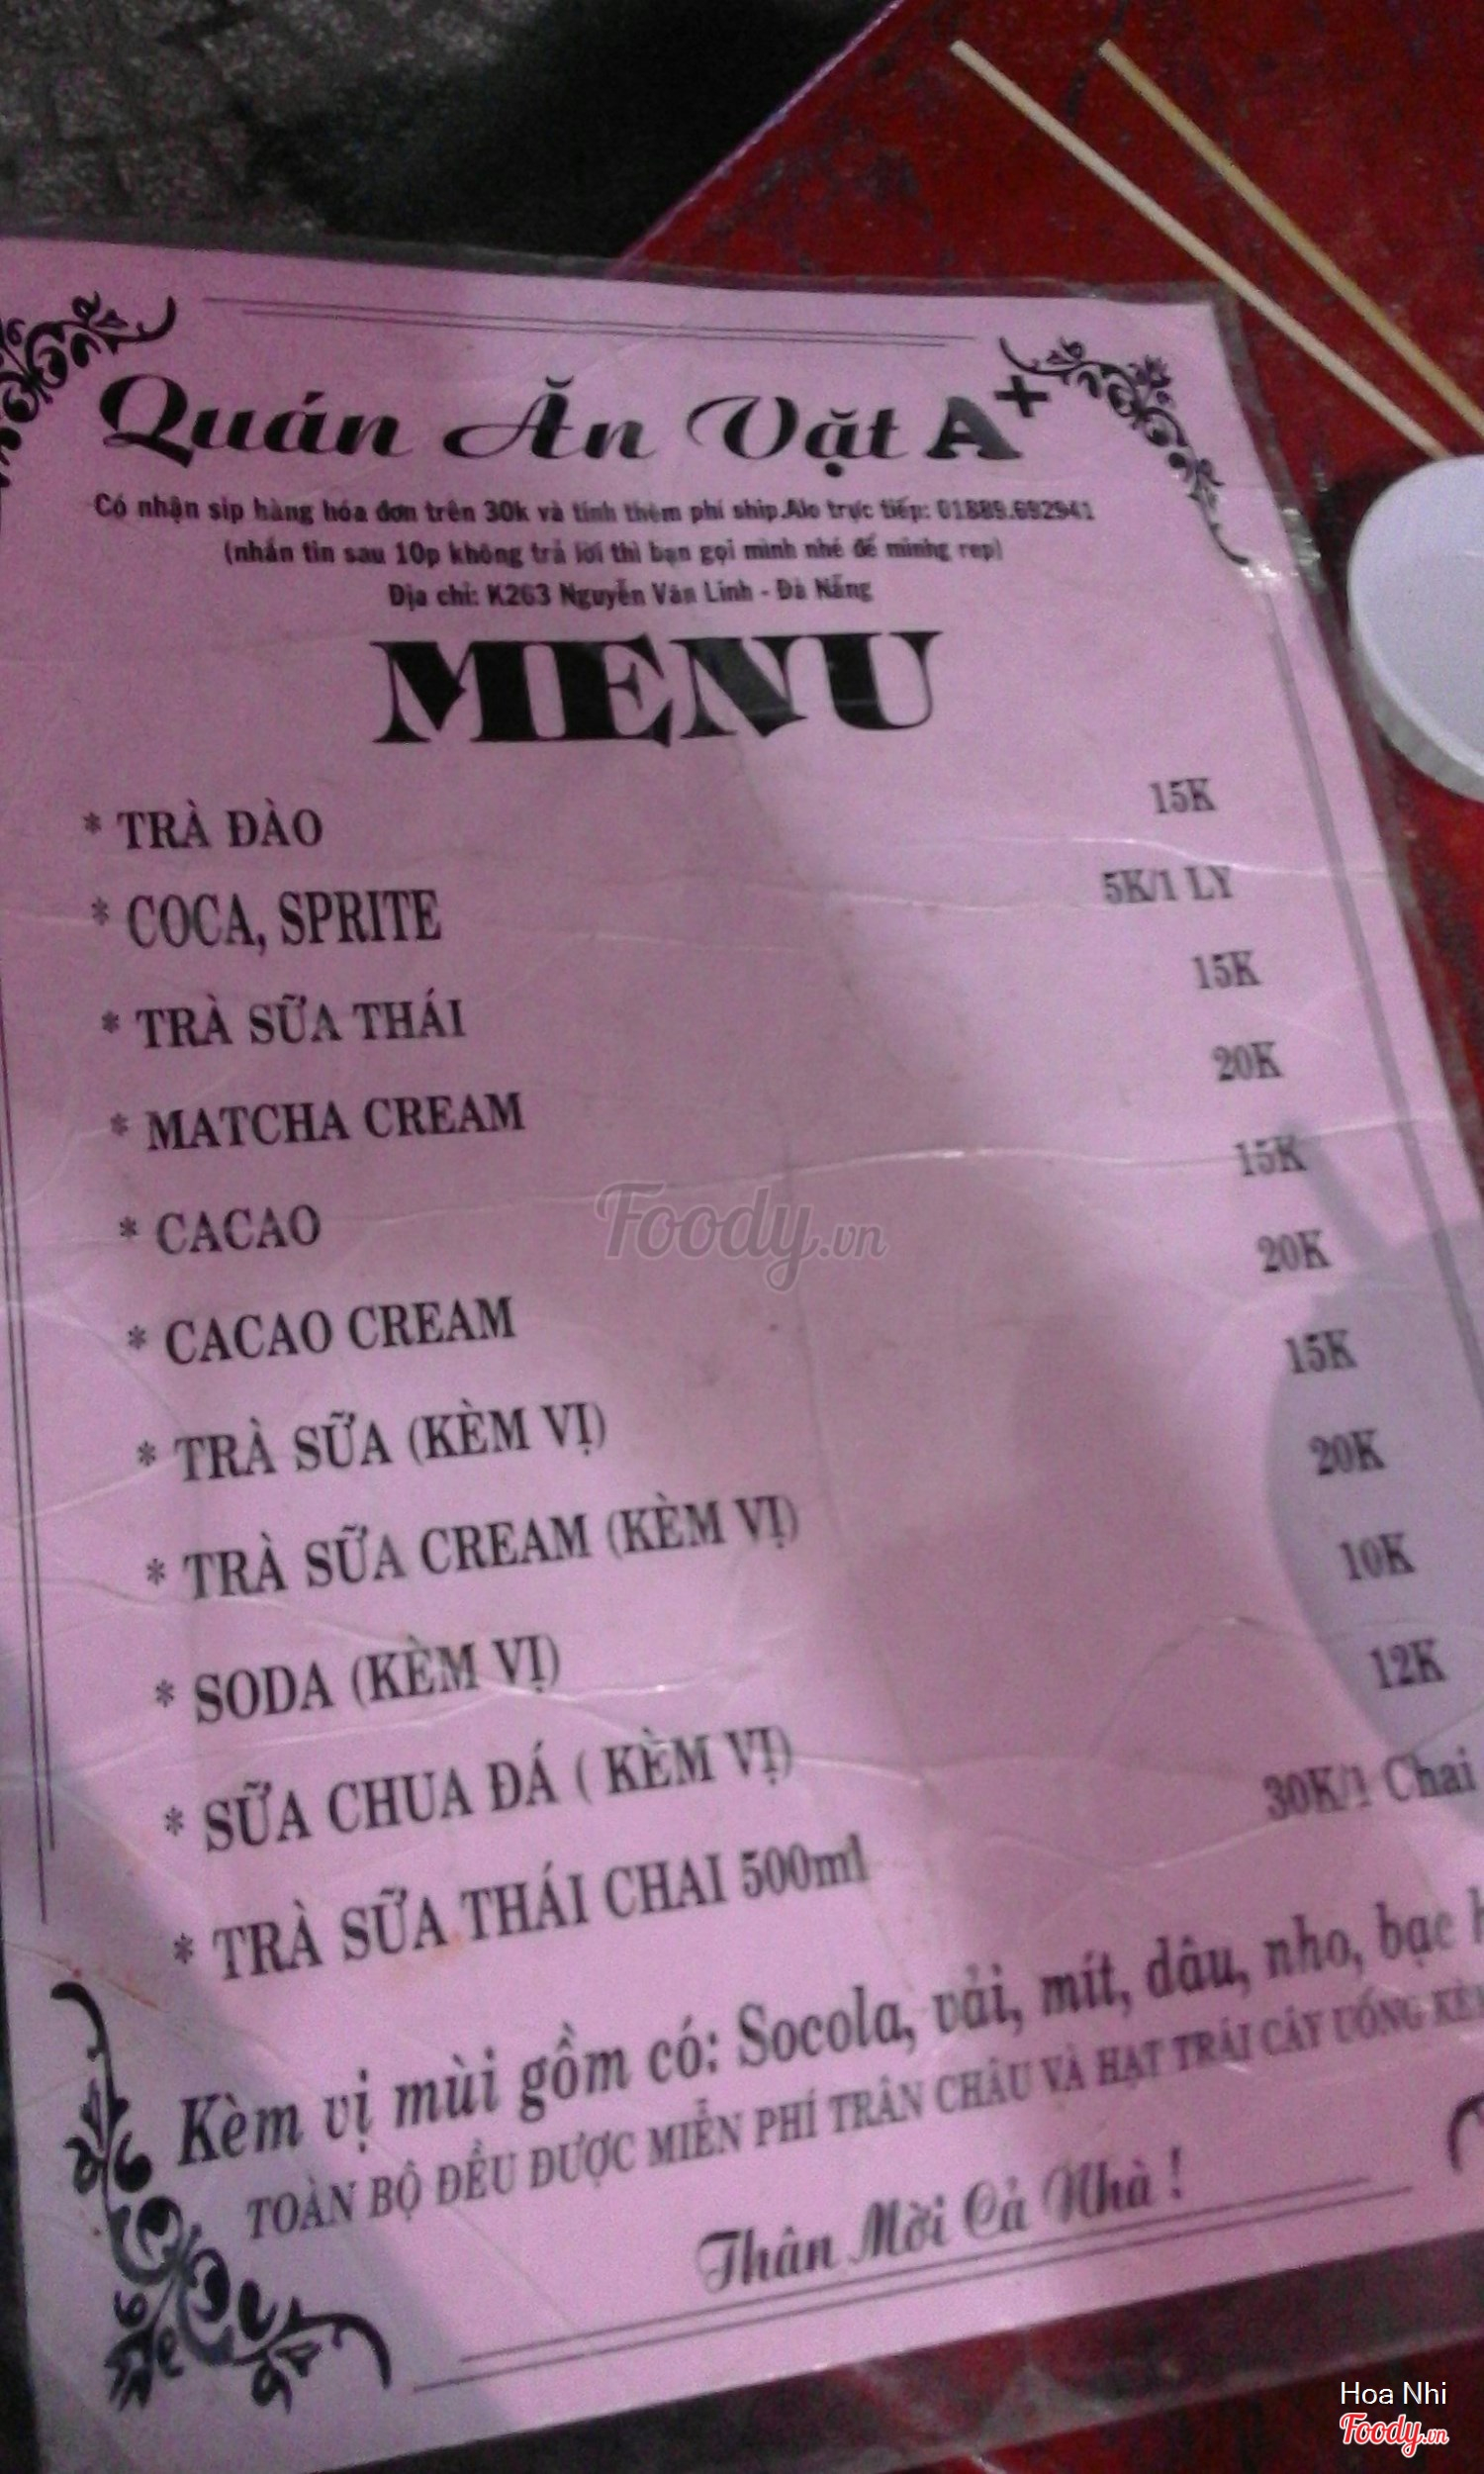 Quán Ăn Vặt A+
Có nhận sip hàng hóa đơn trên 30k và tính thêm phí ship.Alo trực tiếp: 01889.692941
(nhắn tin sau 10p không trả lời thì bạn gọi mình nhé để minhg rep)
Địa chỉ: K263 Nguyễn Văn Linh - Đà Nẵng
MENU
* TRÀ ĐÀO 15K
* COCA, SPRITE 5K/1 LY
* TRÀ SỮA THÁI 15K
* MATCHA CREAM 20K
* CACAO 15K
* CACAO CREAM 20K
* TRÀ SỮA (KÈM VỊ) 15K
* TRÀ SỮA CREAM (KÈM VỊ) 20K
* SODA (KÈM VỊ) 10K
* SỮA CHUA ĐÁ ( KÈM VỊ) 12K
* TRÀ SỮA THÁI CHAI 500ml 30K/1 Chai
Kèm vị mùi gồm có: Socola, vải, mít, dâu, nho, bạc
TOÀN BỘ ĐỀU ĐƯỢC MIỄN PHÍ TRÂN CHÂU VÀ HẠT TRÁI CÂY UỐNG
Thân Mời Cả Nhà !
Foody.vn
Hoa Nhi
Foody.vn